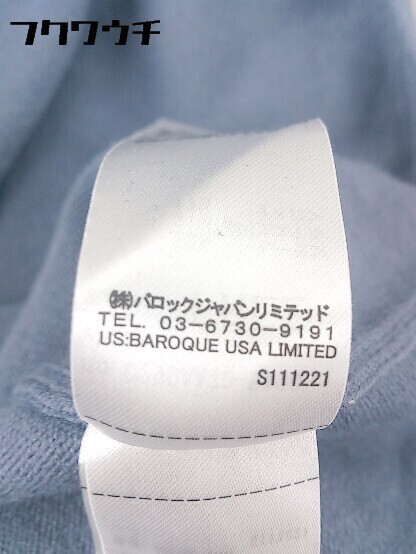 フクワウチ
㈱バロックジャパンリミテッド
TEL. 03-6730-9191
US:BAROQUE USA LIMITED
S111221